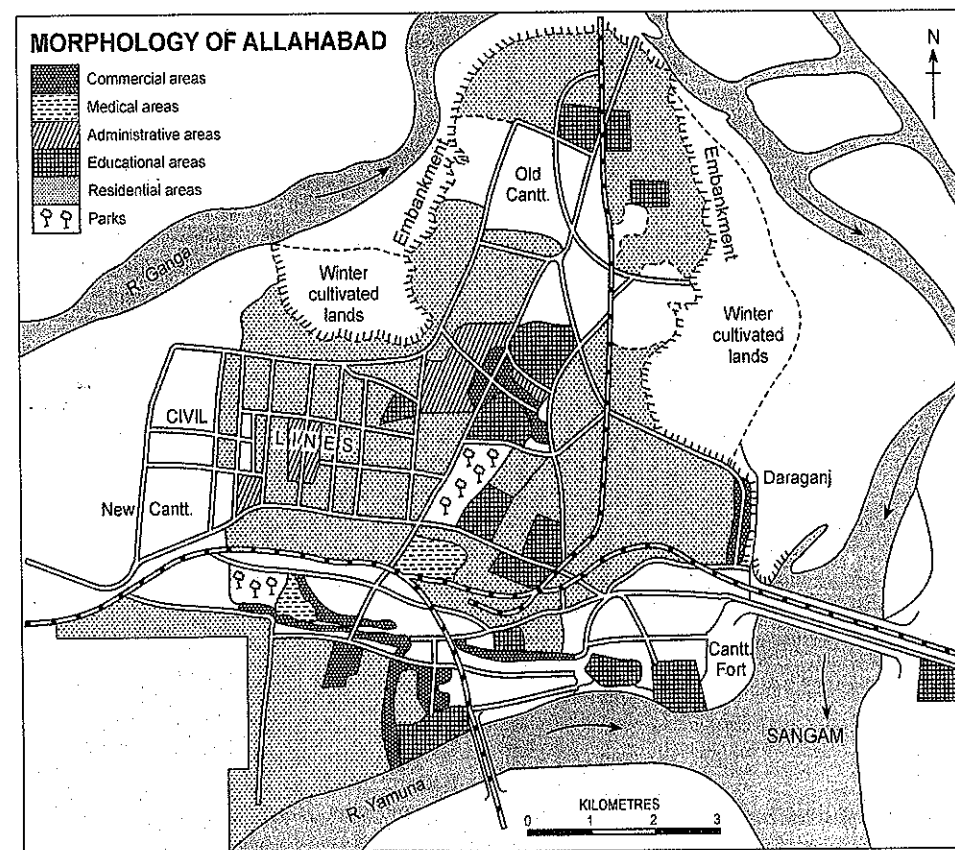 MORPHOLOGY OF ALLAHABAD
Commercial areas
Medical areas
Administrative areas
Educational areas
Residential areas
Parks
N
R. Ganga
Embankment
Old
Cantt.
Embankment
Winter
cultivated
lands
Winter
cultivated
lands
CIVIL
LINES
New Cantt.
Daraganj
Cantt.
Fort
SANGAM
R. Yamuna
KILOMETRES
0 1 2 3